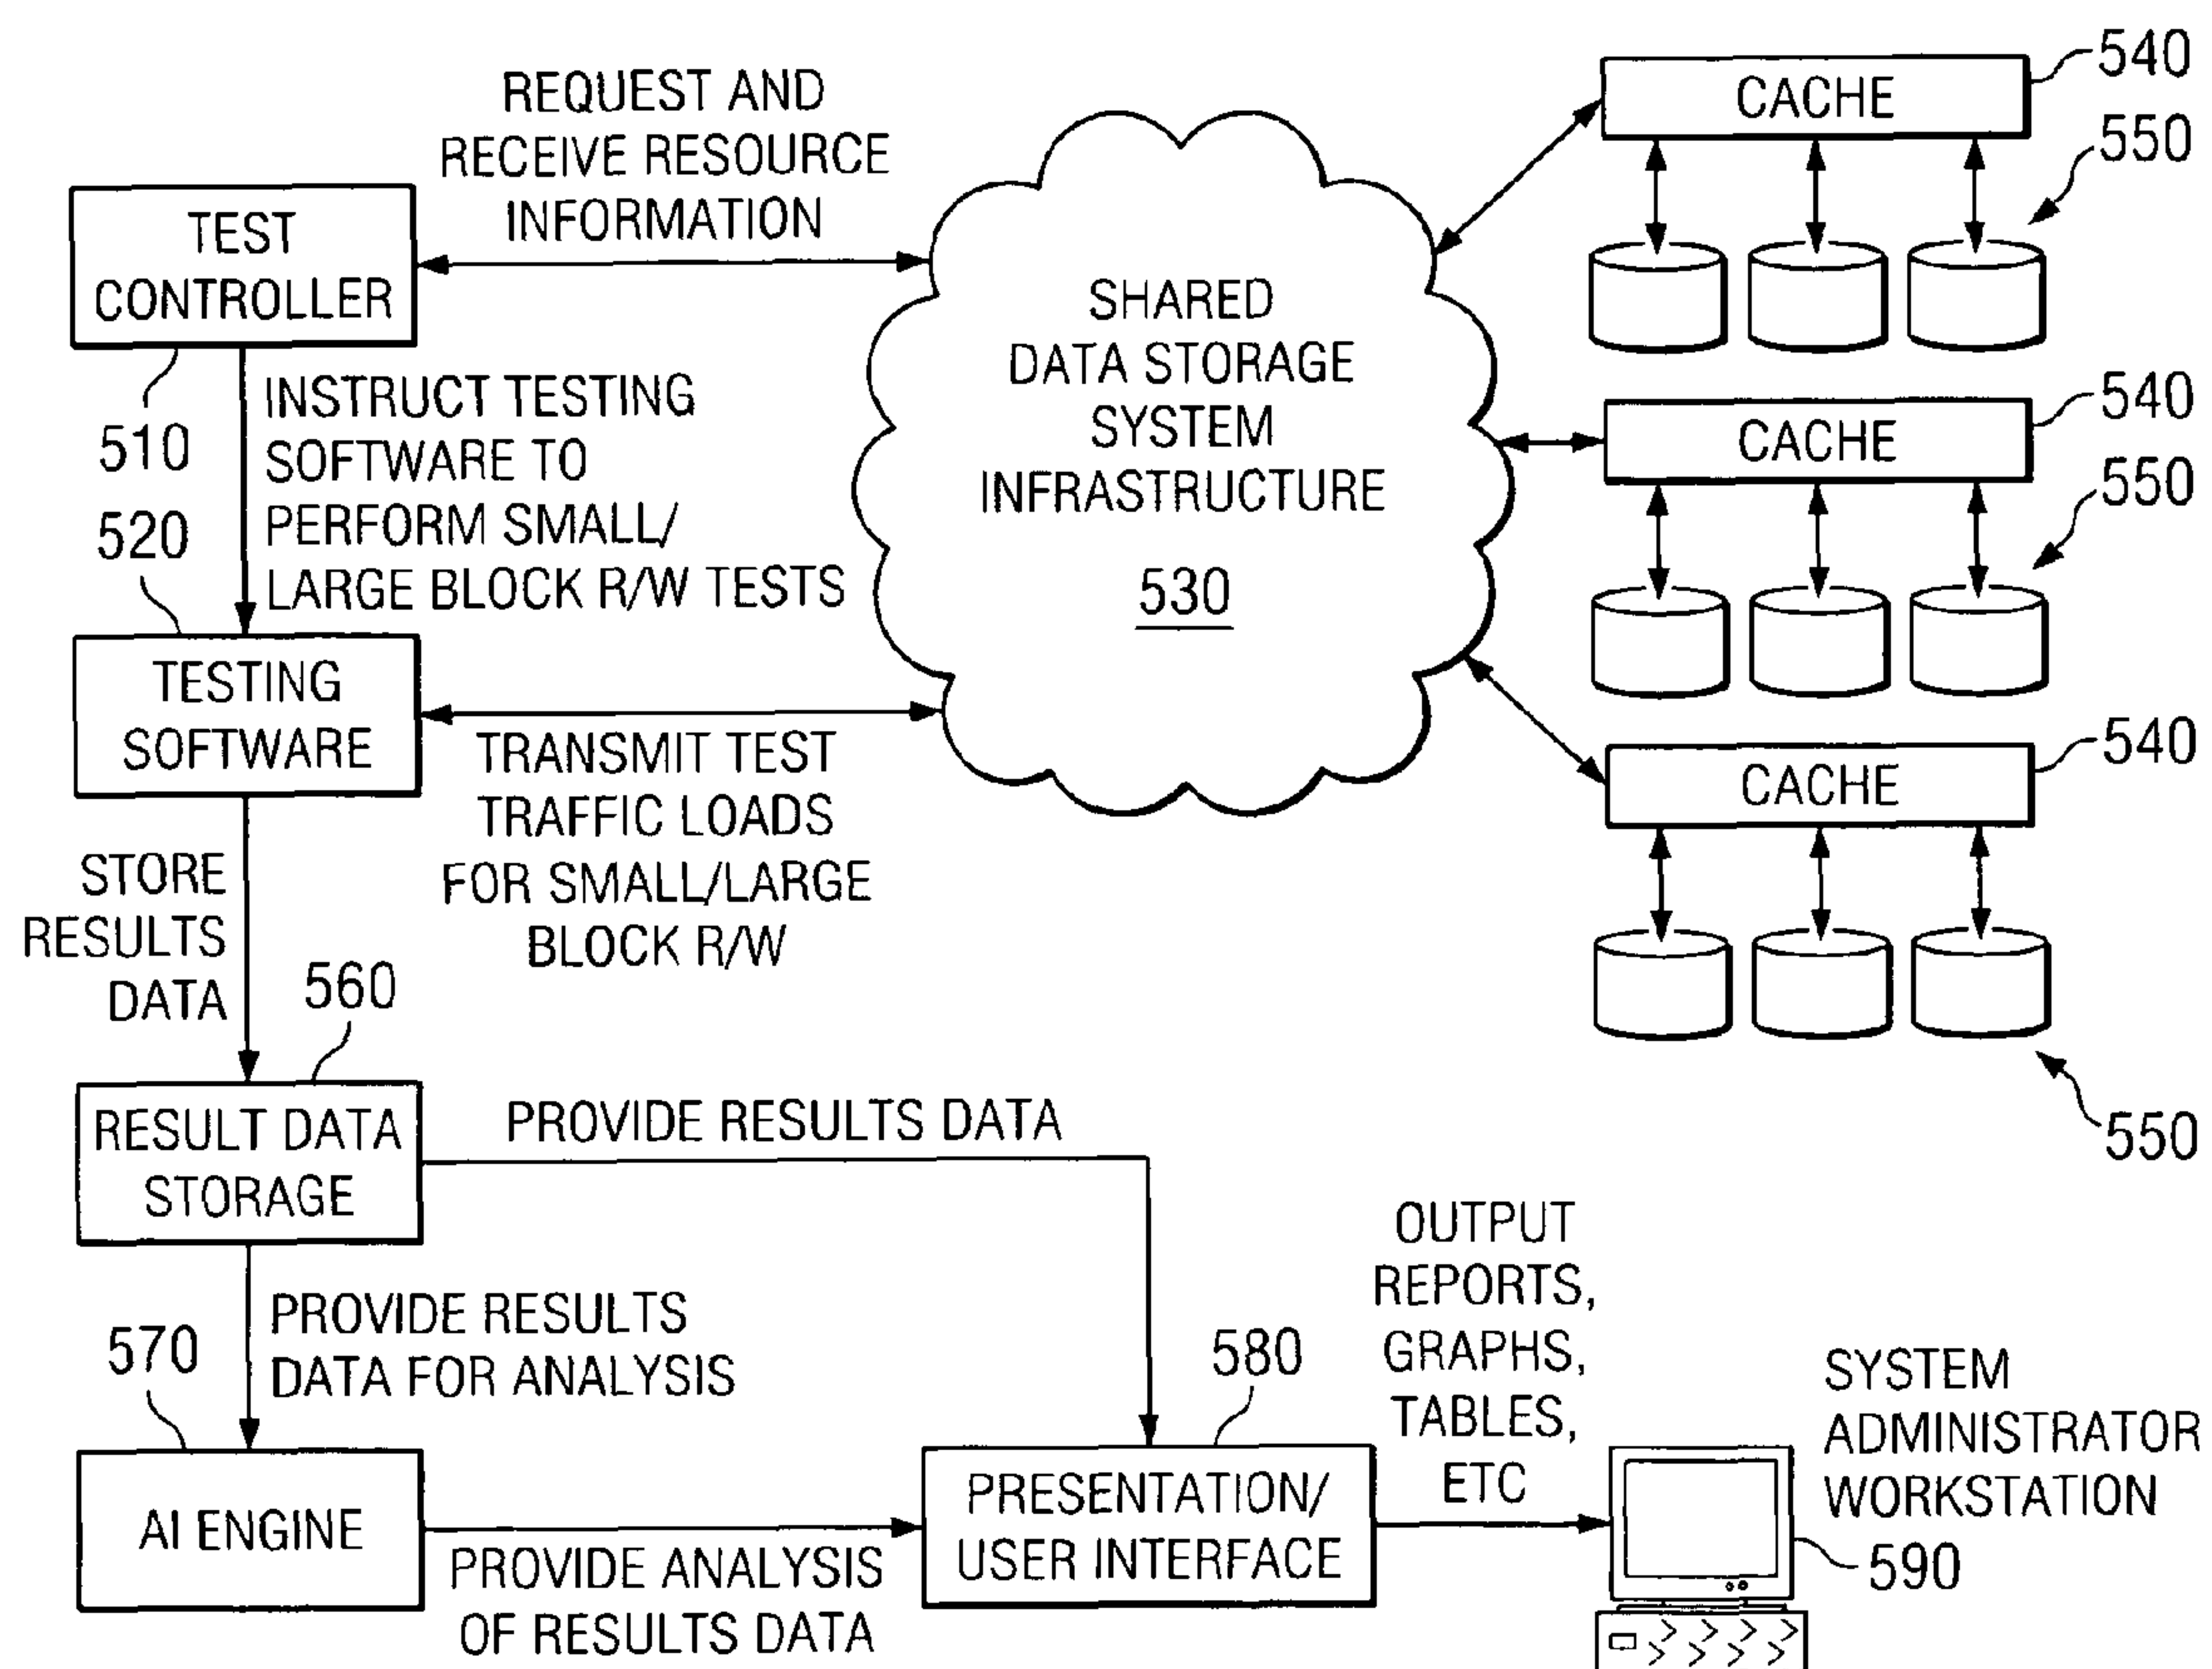 REQUEST AND
RECEIVE RESOURCE
INFORMATION
TEST
CONTROLLER
510
INSTRUCT TESTING
SOFTWARE TO
PERFORM SMALL/
LARGE BLOCK R/W TESTS
520
TESTING
SOFTWARE
TRANSMIT TEST
TRAFFIC LOADS
FOR SMALL/LARGE
BLOCK R/W
SHARED
DATA STORAGE
SYSTEM
INFRASTRUCTURE
530
CACHE
540
550
CACHE
540
550
CACHE
540
550
STORE
RESULTS
DATA
560
RESULT DATA
STORAGE
PROVIDE RESULTS DATA
PROVIDE RESULTS
DATA FOR ANALYSIS
570
AI ENGINE
PROVIDE ANALYSIS
OF RESULTS DATA
580
PRESENTATION/
USER INTERFACE
OUTPUT
REPORTS,
GRAPHS,
TABLES,
ETC
SYSTEM
ADMINISTRATOR
WORKSTATION
590